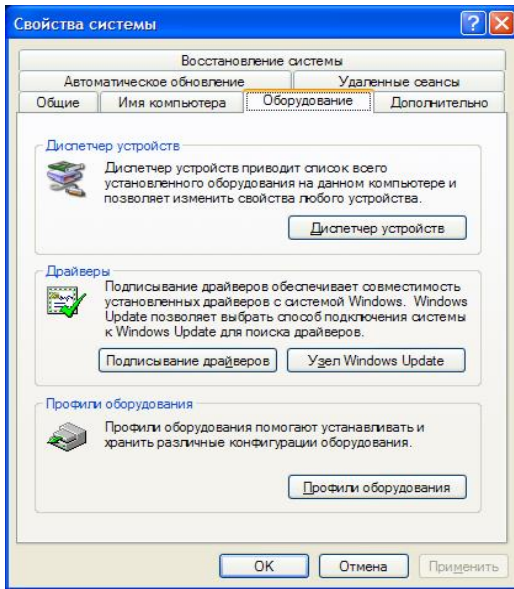 Свойства системы
Восстановление системы
Автоматическое обновление Удаленные сеансы
Общие Имя компьютера Оборудование Дополнительно
Диспетчер устройств
Диспетчер устройств приводит список всего
установленного оборудования на данном компьютере и
позволяет изменить свойства любого устройства.
Диспетчер устройств
Драйверы
Подписывание драйверов обеспечивает совместимость
установленных драйверов с системой Windows. Windows
Update позволяет выбрать способ подключения системы
к Windows Update для поиска драйверов.
Подписывание драйверов Узел Windows Update
Профили оборудования
Профили оборудования помогают устанавливать и
хранить различные конфигурации оборудования.
Профили оборудования
OK Отмена Применить